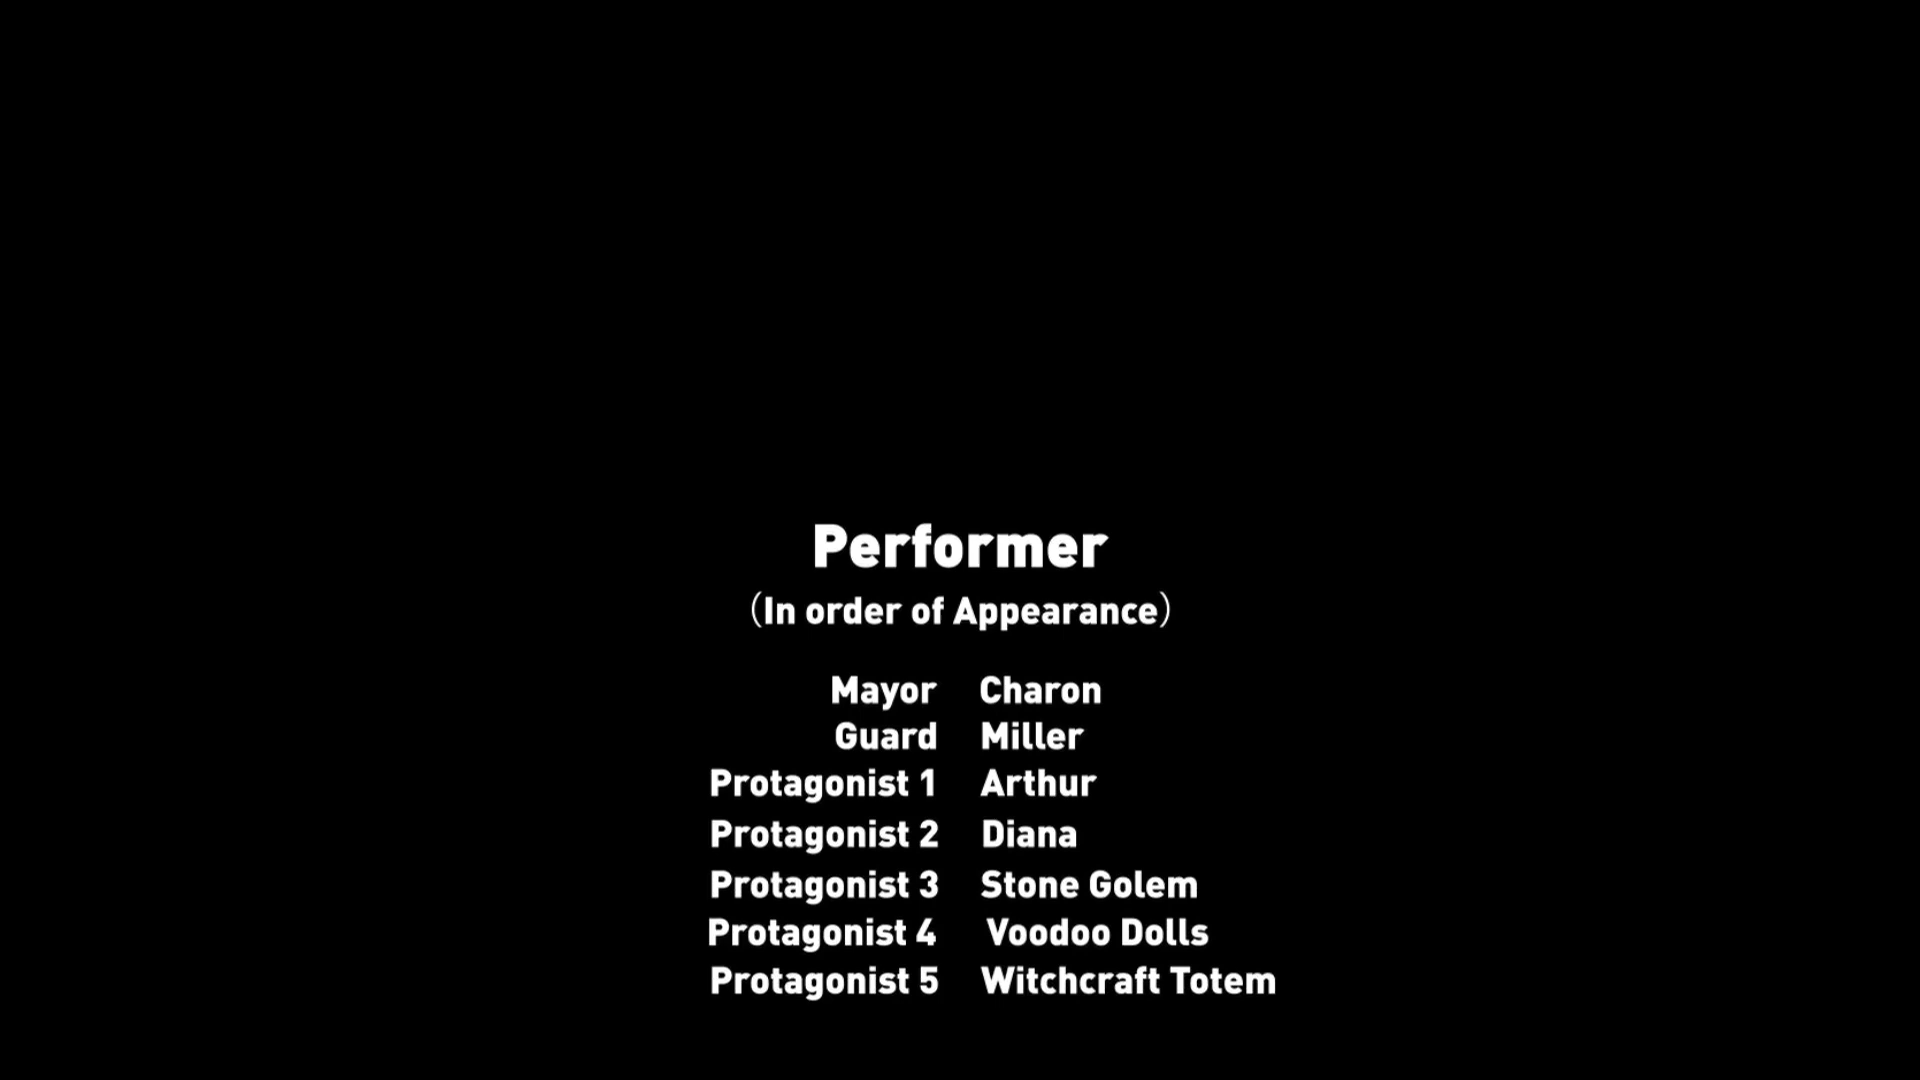 Performer
（In order of Appearance）
Mayor Charon
Guard Miller
Protagonist 1 Arthur
Protagonist 2 Diana
Protagonist 3 Stone Golem
Protagonist 4 Voodoo Dolls
Protagonist 5 Witchcraft Totem